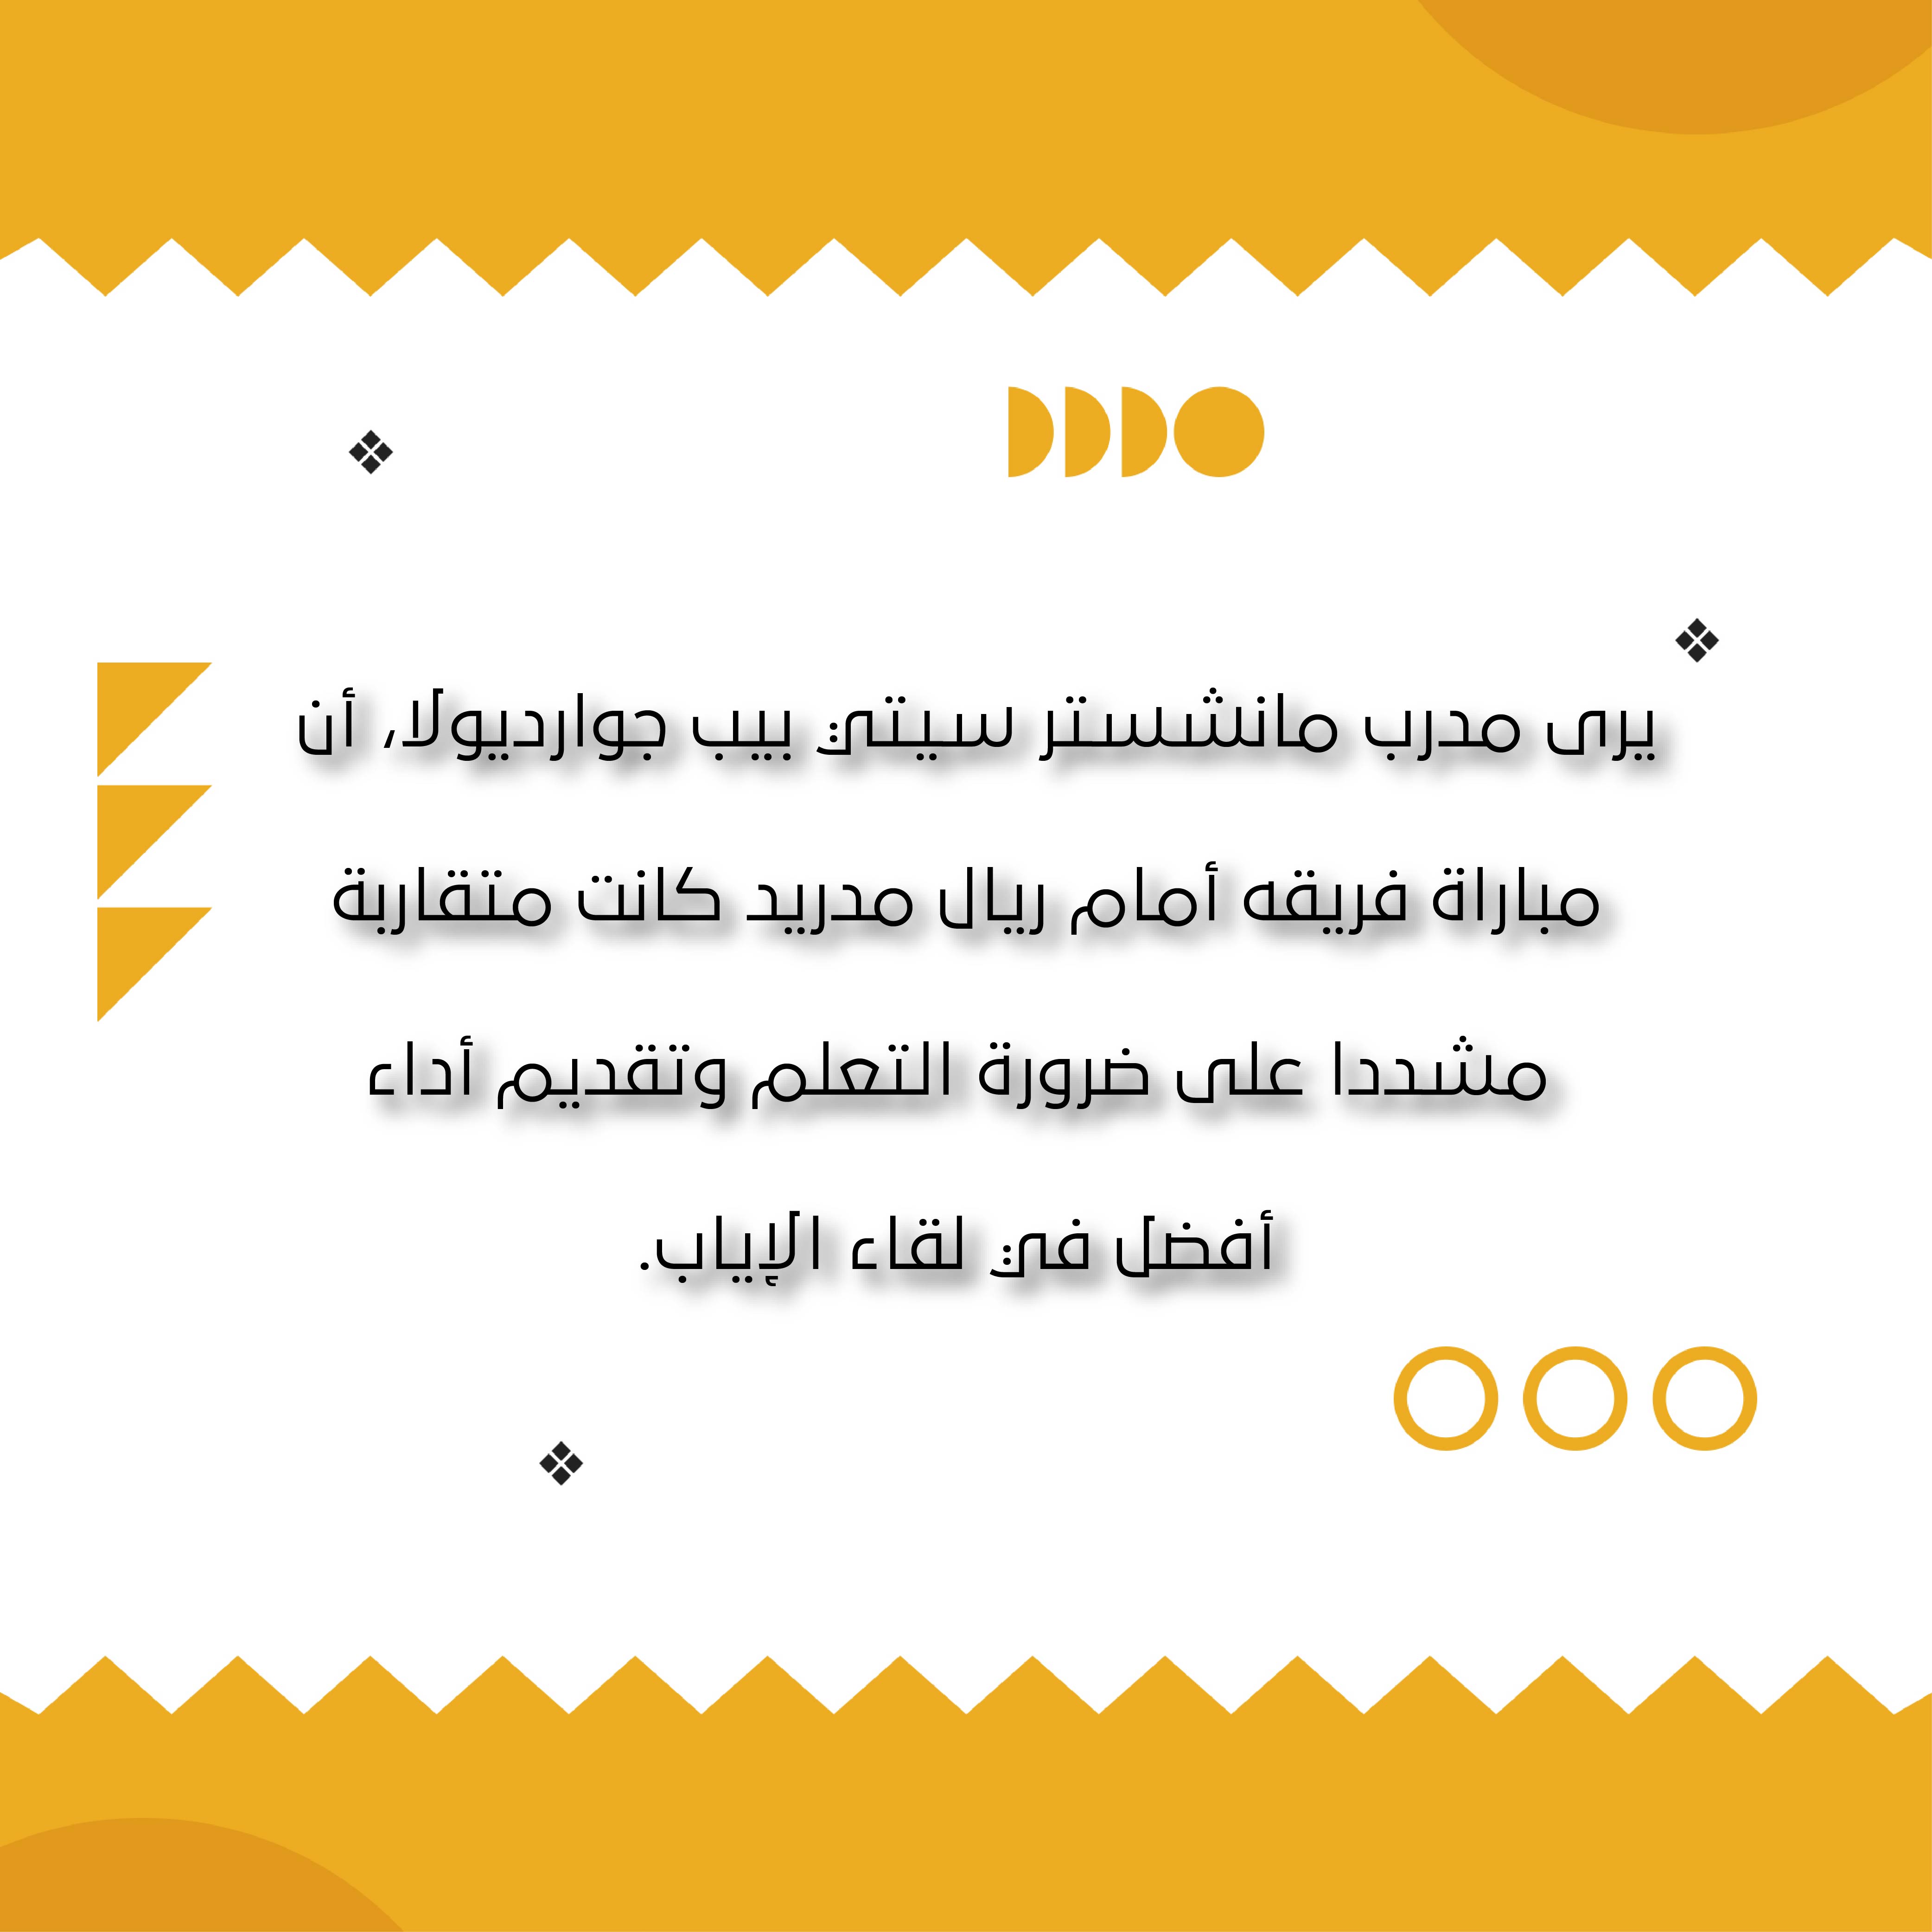 يرى مدرب مانشستر سيتي بيب جوارديولا، أن
مباراة فريقه أمام ريال مدريد كانت متقاربة
مشددا على ضرورة التعلم وتقديم أداء
أفضل في لقاء الإياب.